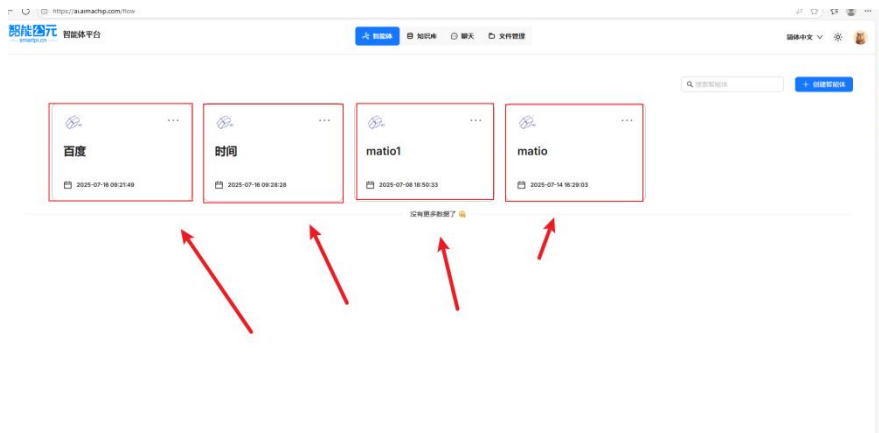 https://ai.aimachip.com/flow
智能公元
smartpi.cn
智能体平台
智能体 知识库 聊天 文件管理
简体中文
搜索智能体
+ 创建智能体
百度 时间 matio1 matio
2025-07-16 09:21:49 2025-07-16 09:28:28 2025-07-08 18:50:33 2025-07-14 16:29:03
没有更多数据了